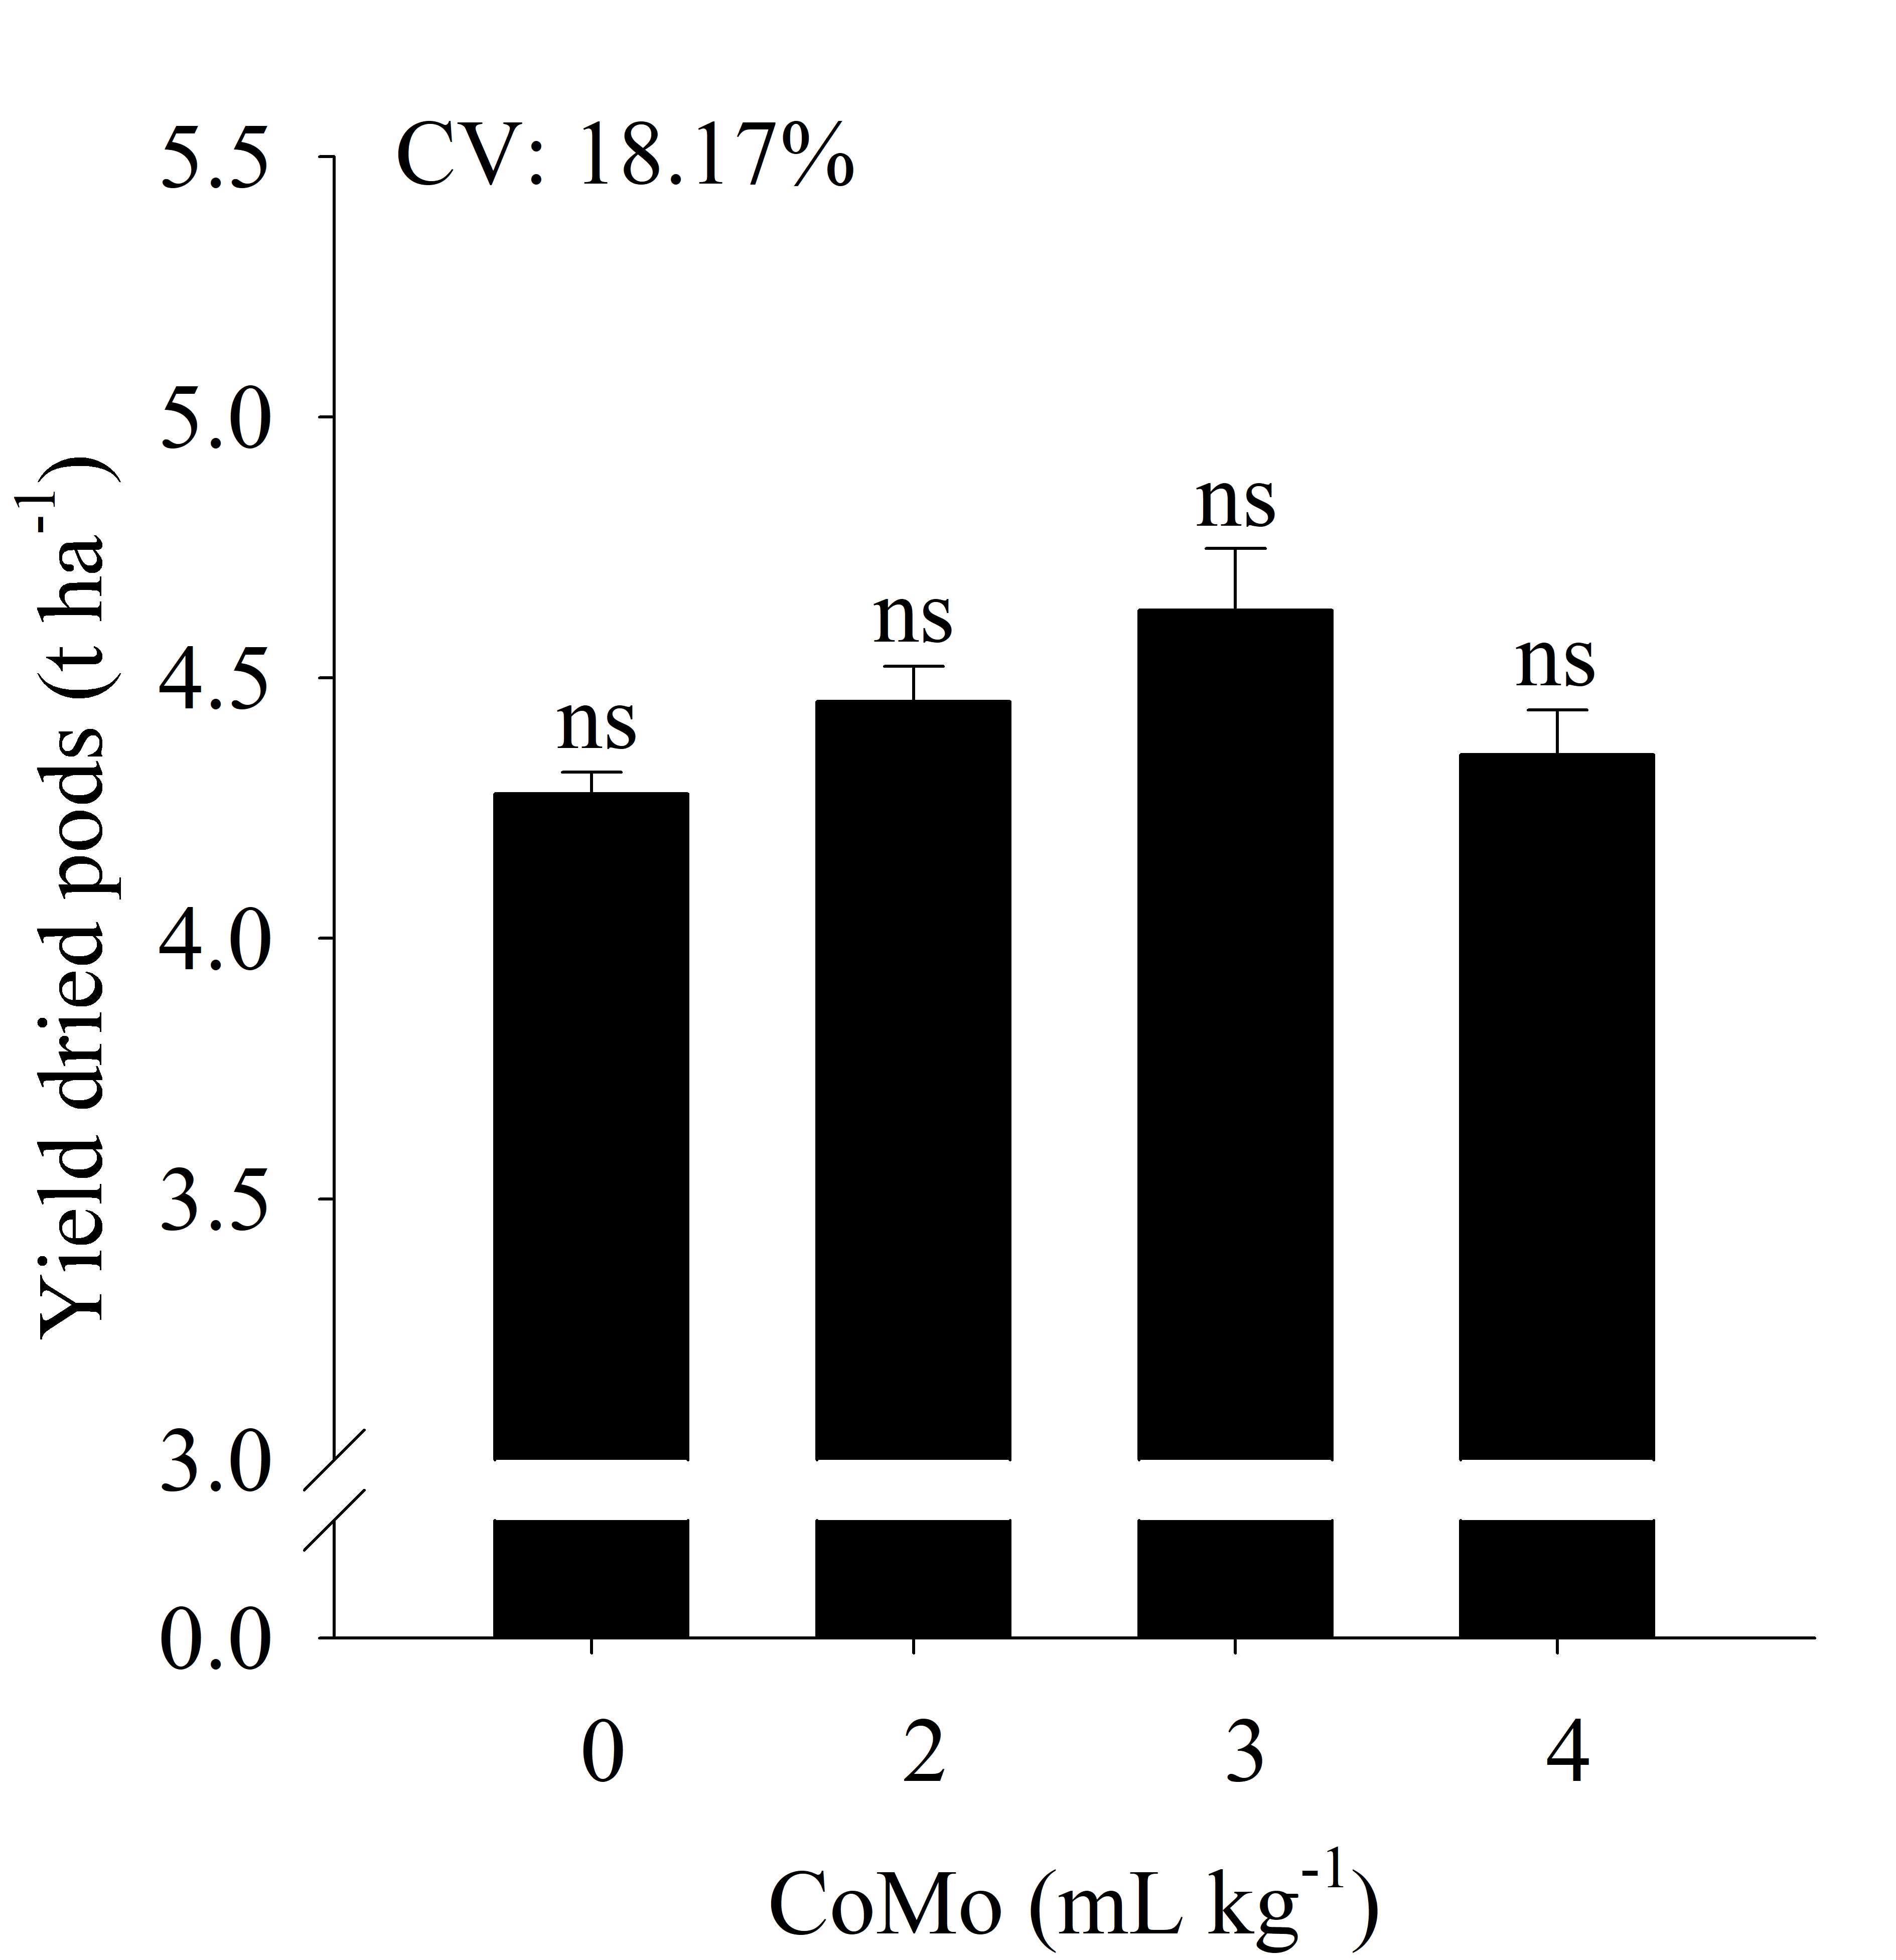 CV: 18.17%
5.5
5.0
4.5
4.0
3.5
3.0
0.0
Yield dried pods (t ha⁻¹)
ns
ns
ns
ns
0 2 3 4
CoMo (mL kg⁻¹)